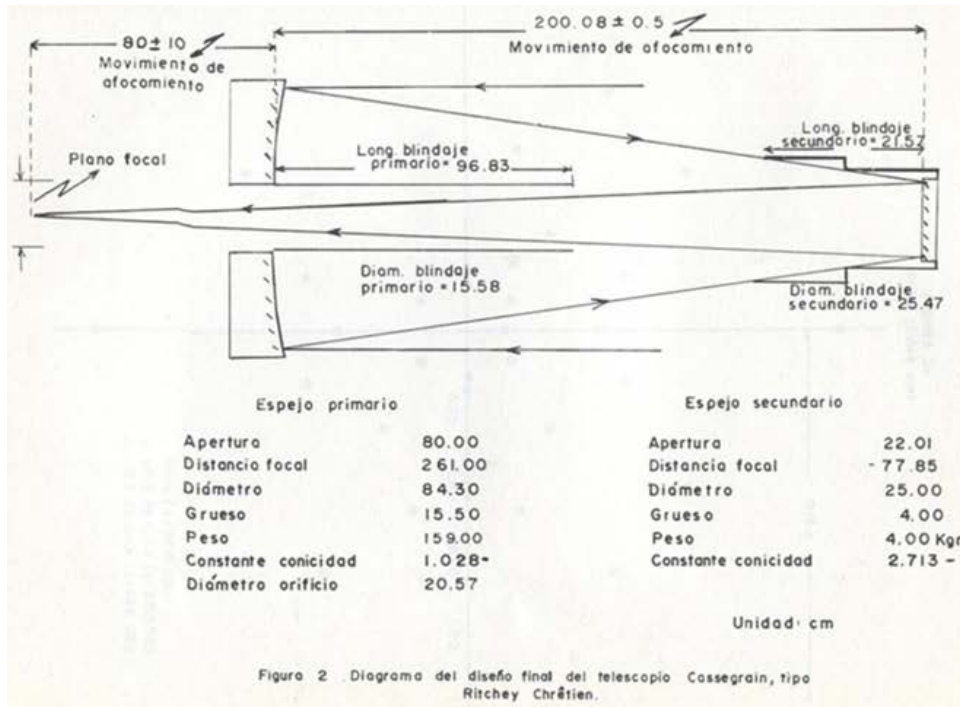 200.08 ± 0.5
80 ± 10
Movimiento de afocamiento
Movimiento de
afocamiento
Plano focal
Long. blindaje
primario = 96.83
Long. blindaje
secundario = 21.57
Diam. blindaje
primario = 15.58
Diam. blindaje
secundario = 25.47
Espejo primario
Apertura 80.00
Distancia focal 261.00
Diámetro 84.30
Grueso 15.50
Peso 159.00
Constante conicidad 1.028-
Diámetro orificio 20.57
Espejo secundario
Apertura 22.01
Distancia focal -77.85
Diámetro 25.00
Grueso 4.00
Peso 4.00 Kgr
Constante conicidad 2.713 -
Unidad: cm
Figura 2 Diagrama del diseño final del telescopio Cassegrain, tipo
Ritchey Chrêtien.